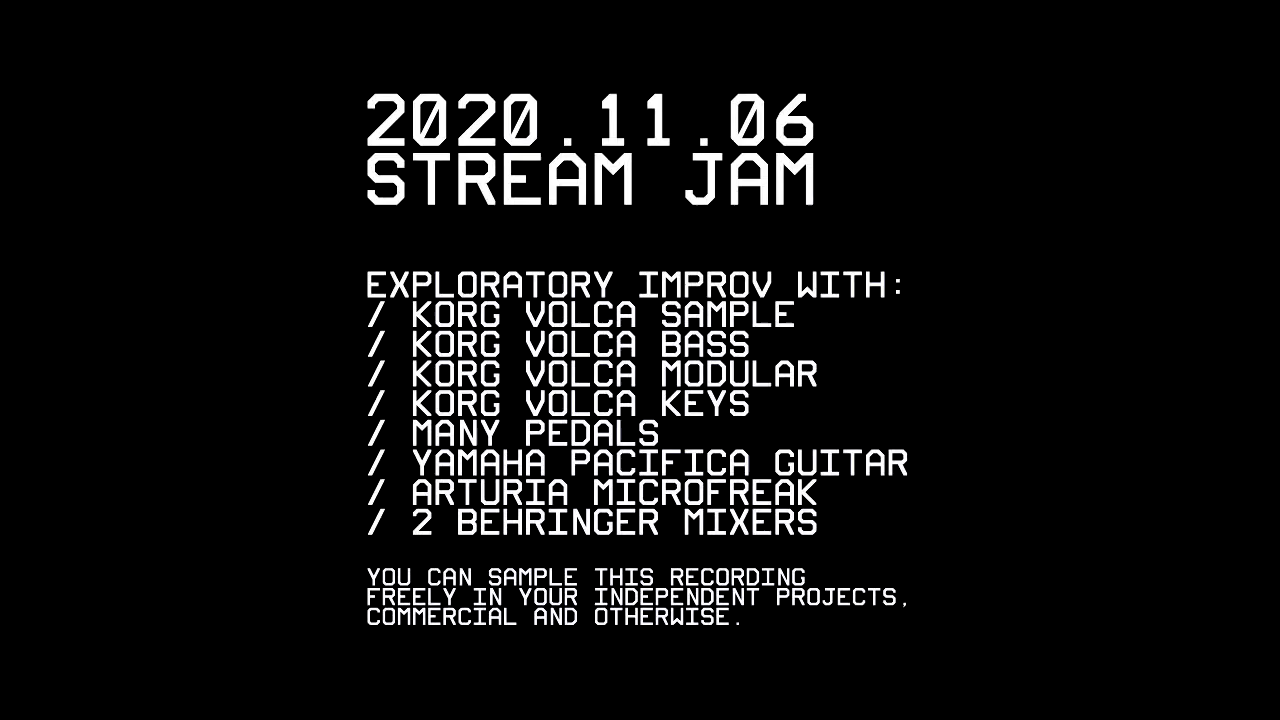 2020.11.06
STREAM JAM
EXPLORATORY IMPROV WITH:
/ KORG VOLCA SAMPLE
/ KORG VOLCA BASS
/ KORG VOLCA MODULAR
/ KORG VOLCA KEYS
/ MANY PEDALS
/ YAMAHA PACIFICA GUITAR
/ ARTURIA MICROFREAK
/ 2 BEHRINGER MIXERS
YOU CAN SAMPLE THIS RECORDING
FREELY IN YOUR INDEPENDENT PROJECTS,
COMMERCIAL AND OTHERWISE.